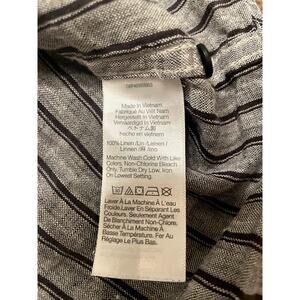 Made in Vietnam
Fabriqué Au Viêt Nam
Hergestellt in Vietnam
Vervaardigd in Vietnam
ベトナム製
hecho en vietnam
100% Linen /Lin-/Leinen /
Linnen /麻 /lino
Machine Wash Cold With Like
Colors, Non-Chlorine Bleach
Only, Tumble Dry Low, Iron
On Lowest Setting.
Laver À La Machine À L'eau
Froide,Laver En Séparant Les
Couleurs, Seulement Agent
De Blanchiment Non-Chlore.
Sécher À La Machine À
Basse Température. Fer Au
Réglage Le Plus Bas.